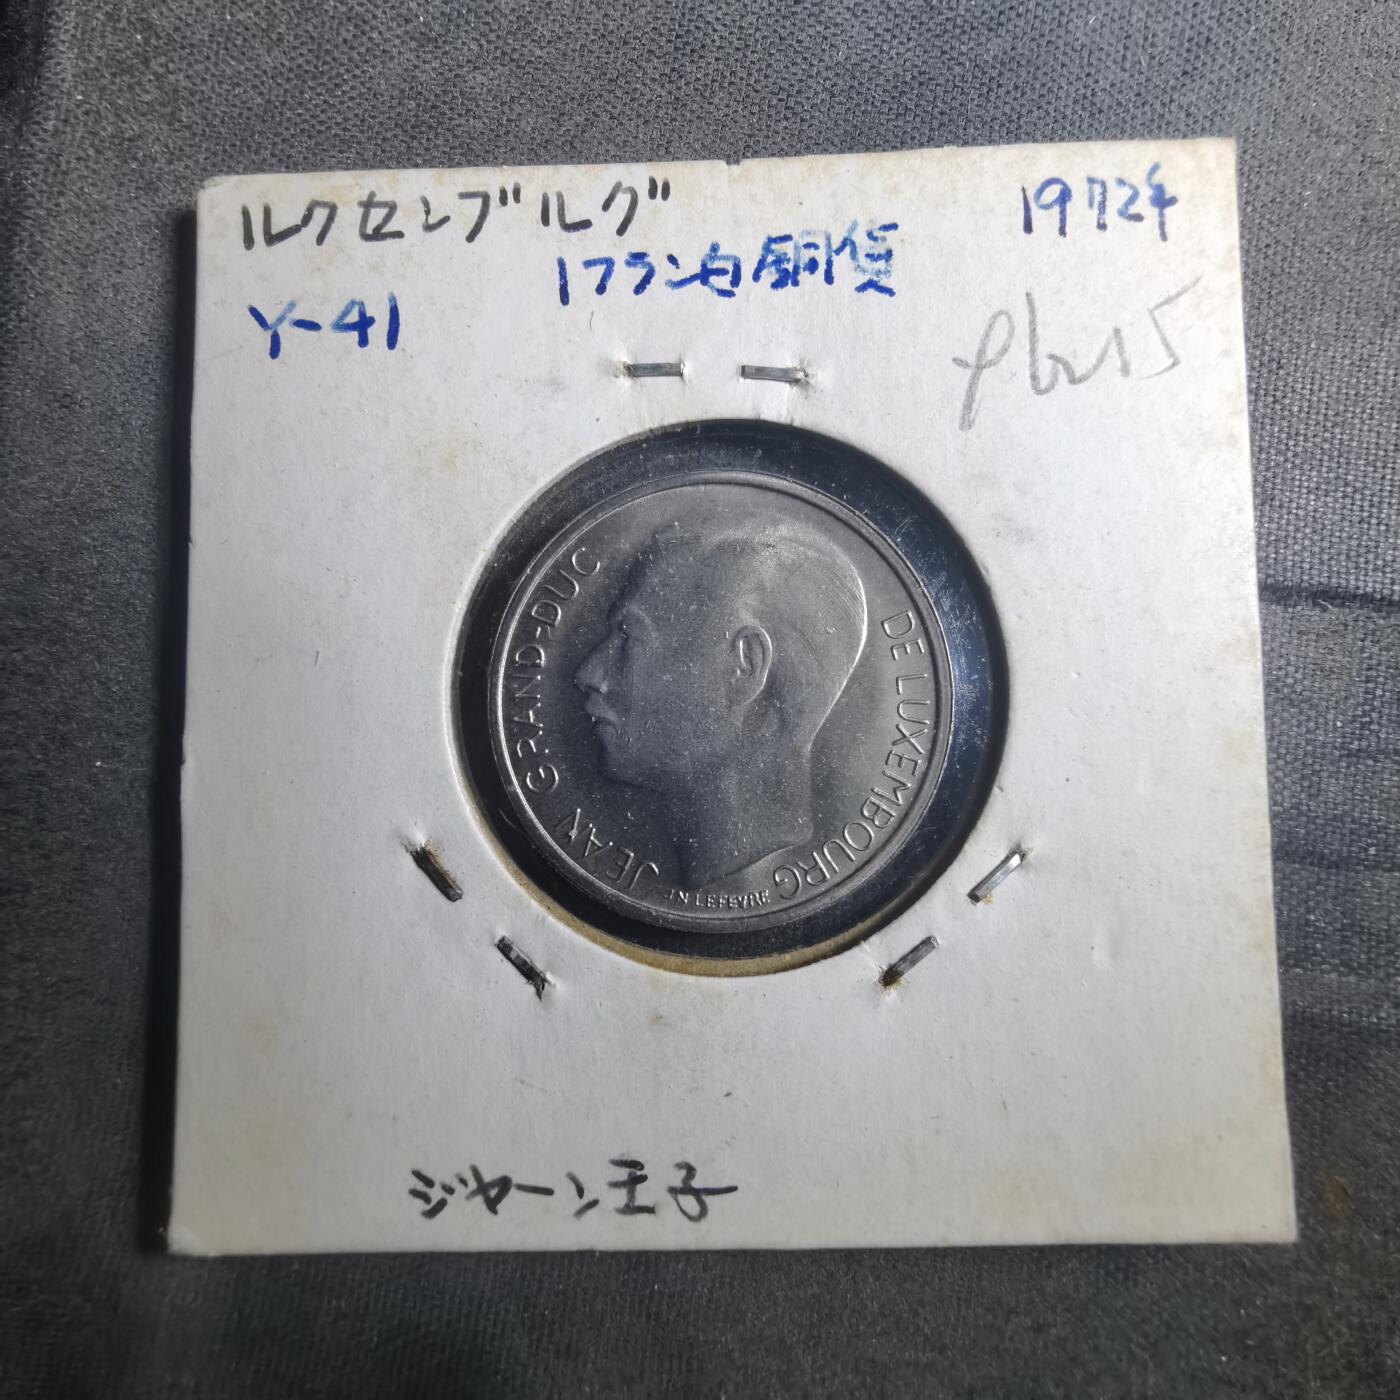 ルクセンブルグ
1972年
1フラン白銅貨
Y-41
JEAN GRAND-DUC DE LUXEMBOURG
JN LEFEVRE
ジャーン王子